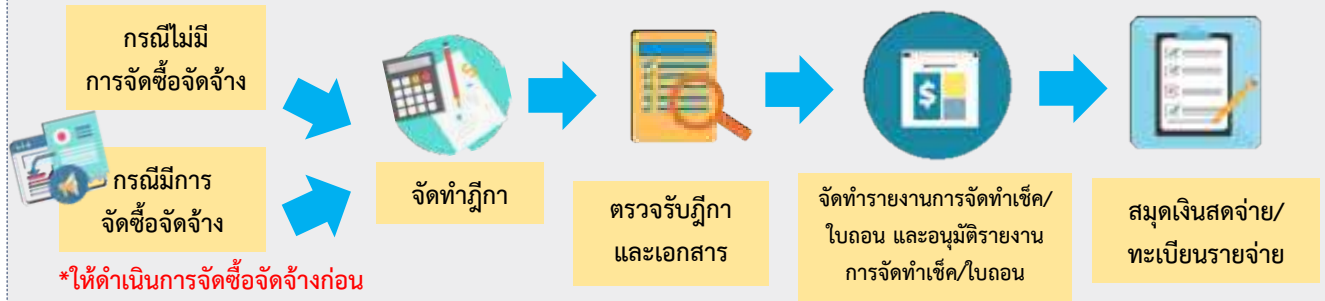 กรณีไม่มี
การจัดซื้อจัดจ้าง
กรณีมีการ
จัดซื้อจัดจ้าง
*ให้ดำเนินการจัดซื้อจัดจ้างก่อน
จัดทำฎีกา
ตรวจรับฎีกา
และเอกสาร
จัดทำรายงานการจัดทำเช็ค/
ใบถอน และอนุมัติรายงาน
การจัดทำเช็ค/ใบถอน
สมุดเงินสดจ่าย/
ทะเบียนรายจ่าย